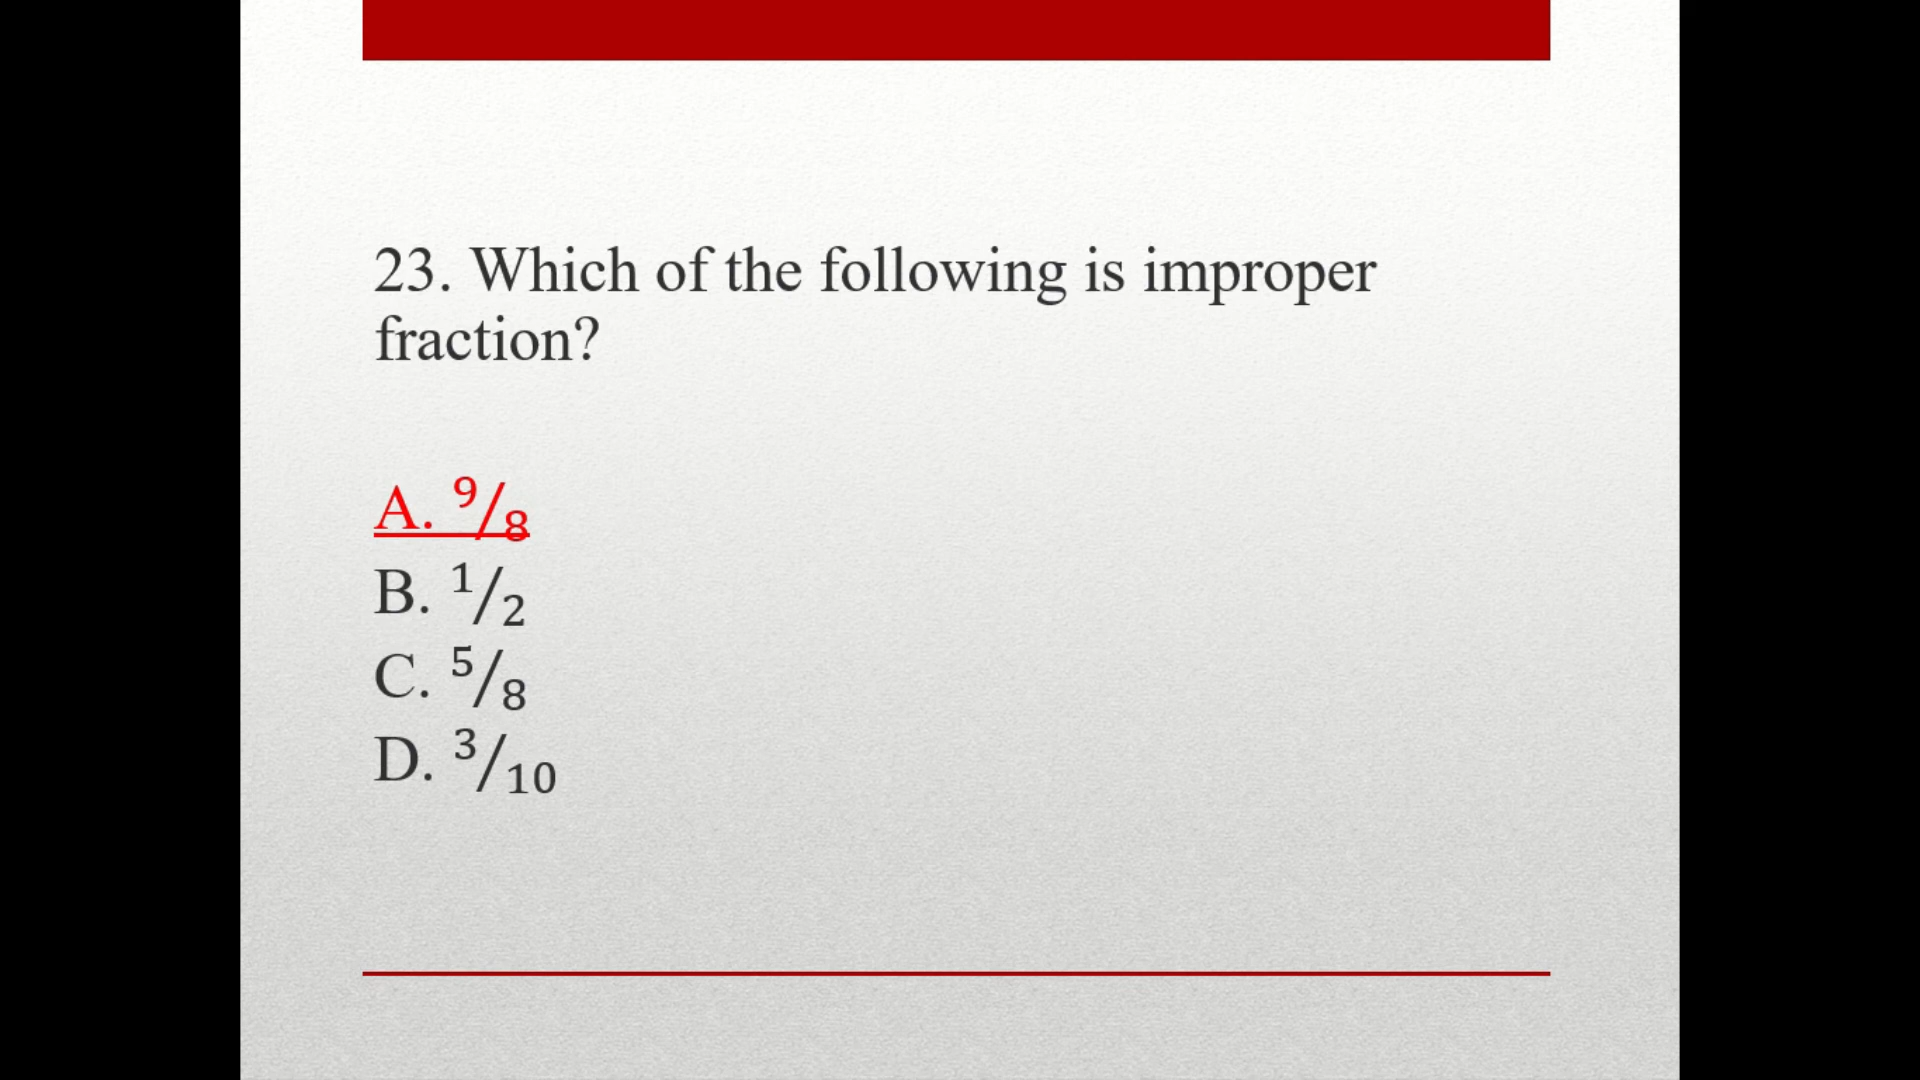 23. Which of the following is improper
fraction?
A. ⁹/₈
B. ¹/₂
C. ⁵/₈
D. ³/₁₀